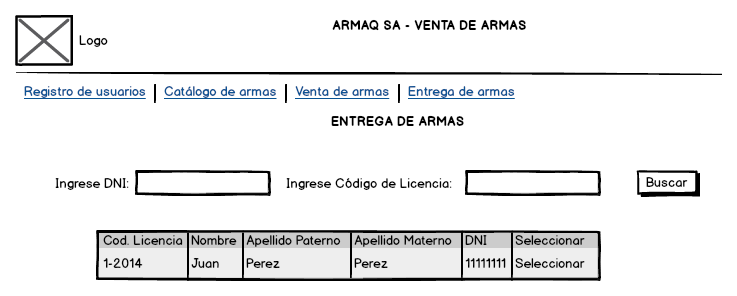 ARMAQ SA - VENTA DE ARMAS
Logo
Registro de usuarios | Catálogo de armas | Venta de armas | Entrega de armas
ENTREGA DE ARMAS
Ingrese DNI: Ingrese Código de Licencia: Buscar
Cod. Licencia Nombre Apellido Paterno Apellido Materno DNI Seleccionar
1-2014 Juan Perez Perez 11111111 Seleccionar